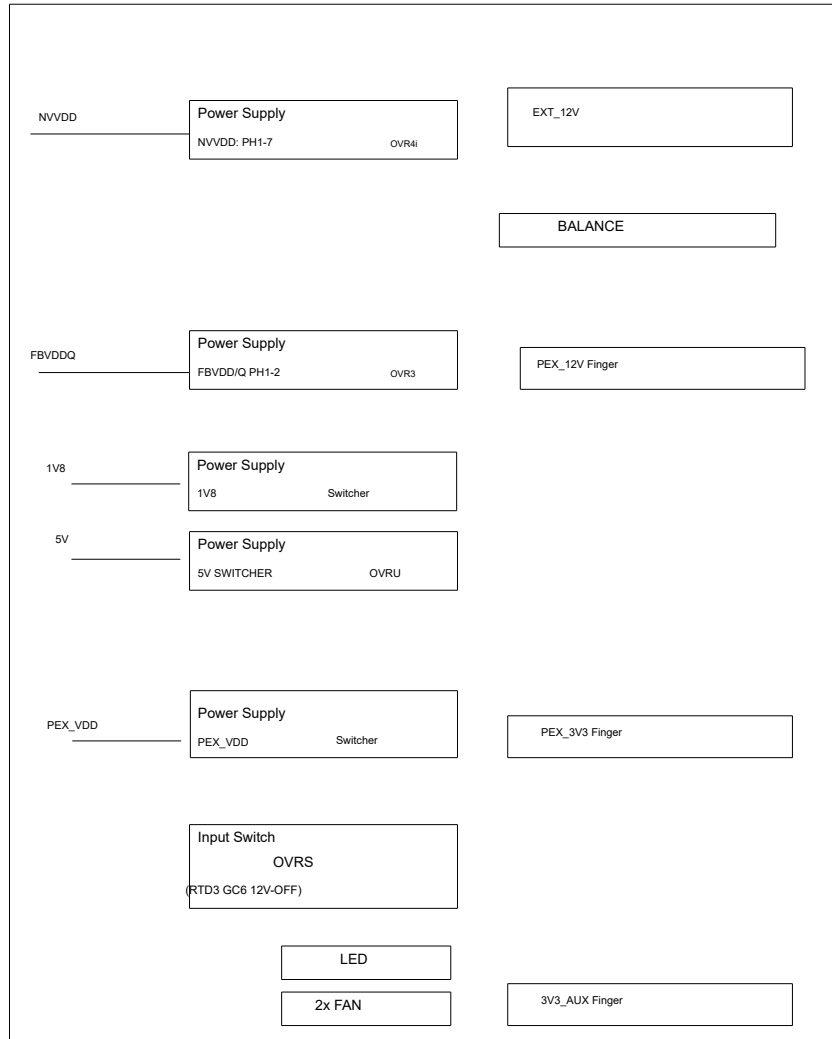 NVVDD
Power Supply
NVVDD: PH1-7 OVR4i
EXT_12V
BALANCE
FBVDDQ
Power Supply
FBVDD/Q PH1-2 OVR3
PEX_12V Finger
1V8
Power Supply
1V8 Switcher
5V
Power Supply
5V SWITCHER OVRU
PEX_VDD
Power Supply
PEX_VDD Switcher
PEX_3V3 Finger
Input Switch
OVRS
(RTD3 GC6 12V-OFF)
LED
2x FAN
3V3_AUX Finger